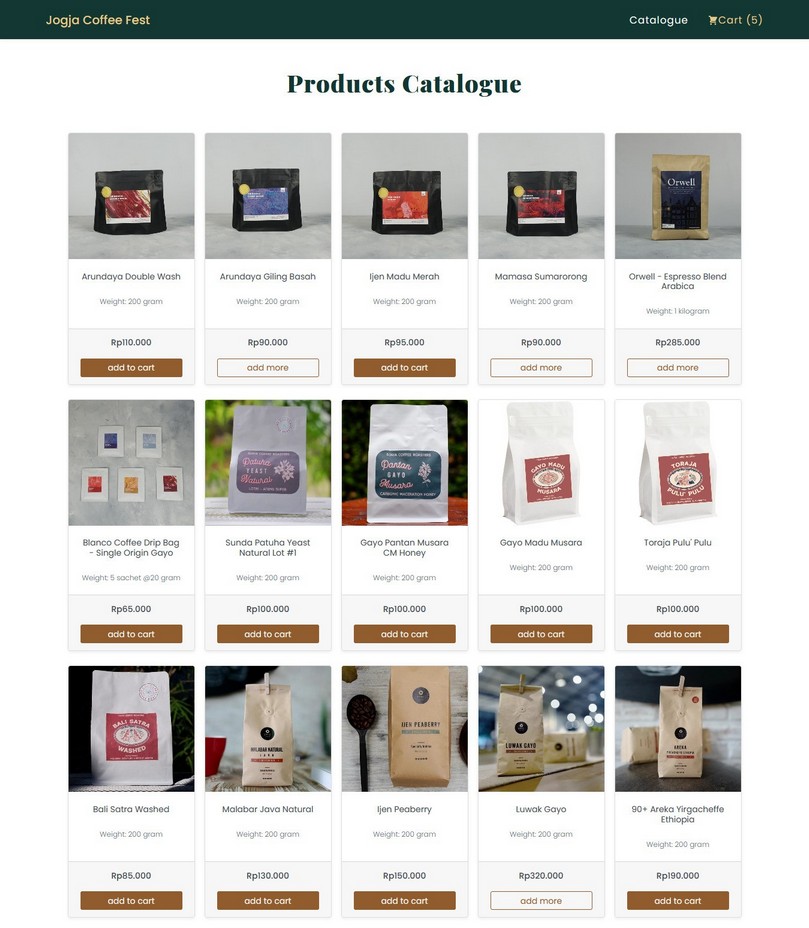 Jogja Coffee Fest
Catalogue
Cart (5)
Products Catalogue
Orwell
Arundaya Double Wash
Weight: 200 gram
Rp110.000
add to cart
Arundaya Giling Basah
Weight: 200 gram
Rp90.000
add more
Ijen Madu Merah
Weight: 200 gram
Rp95.000
add to cart
Mamasa Sumarorong
Weight: 200 gram
Rp90.000
add more
Orwell - Espresso Blend
Arabica
Weight: 1 kilogram
Rp285.000
add more
Blanco Coffee Drip Bag
- Single Origin Gayo
Weight: 5 sachet @20 gram
Rp65.000
add to cart
SUNDA COFFEE ROASTERS
Patuha
YEAST
Natural
Sunda Patuha Yeast
Natural Lot #1
Weight: 200 gram
Rp100.000
add to cart
SUNDA COFFEE ROASTERS
Pantan
GAYO
Musara
CARBONIC MACERATION HONEY
Gayo Pantan Musara
CM Honey
Weight: 200 gram
Rp100.000
add to cart
GAYO MADU
MUSARA
Gayo Madu Musara
Weight: 200 gram
Rp100.000
add to cart
TORAJA
PULU' PULU
Toraja Pulu' Pulu
Weight: 200 gram
Rp100.000
add to cart
BALI SATRA
WASHED
Bali Satra Washed
Weight: 200 gram
Rp85.000
add to cart
MALABAR NATURAL
JAVA
Malabar Java Natural
Weight: 200 gram
Rp130.000
add to cart
IJEN PEABERRY
Ijen Peaberry
Weight: 200 gram
Rp150.000
add to cart
LUWAK GAYO
Luwak Gayo
Weight: 200 gram
Rp320.000
add more
AREKA
90+ Areka Yirgacheffe
Ethiopia
Weight: 200 gram
Rp190.000
add to cart